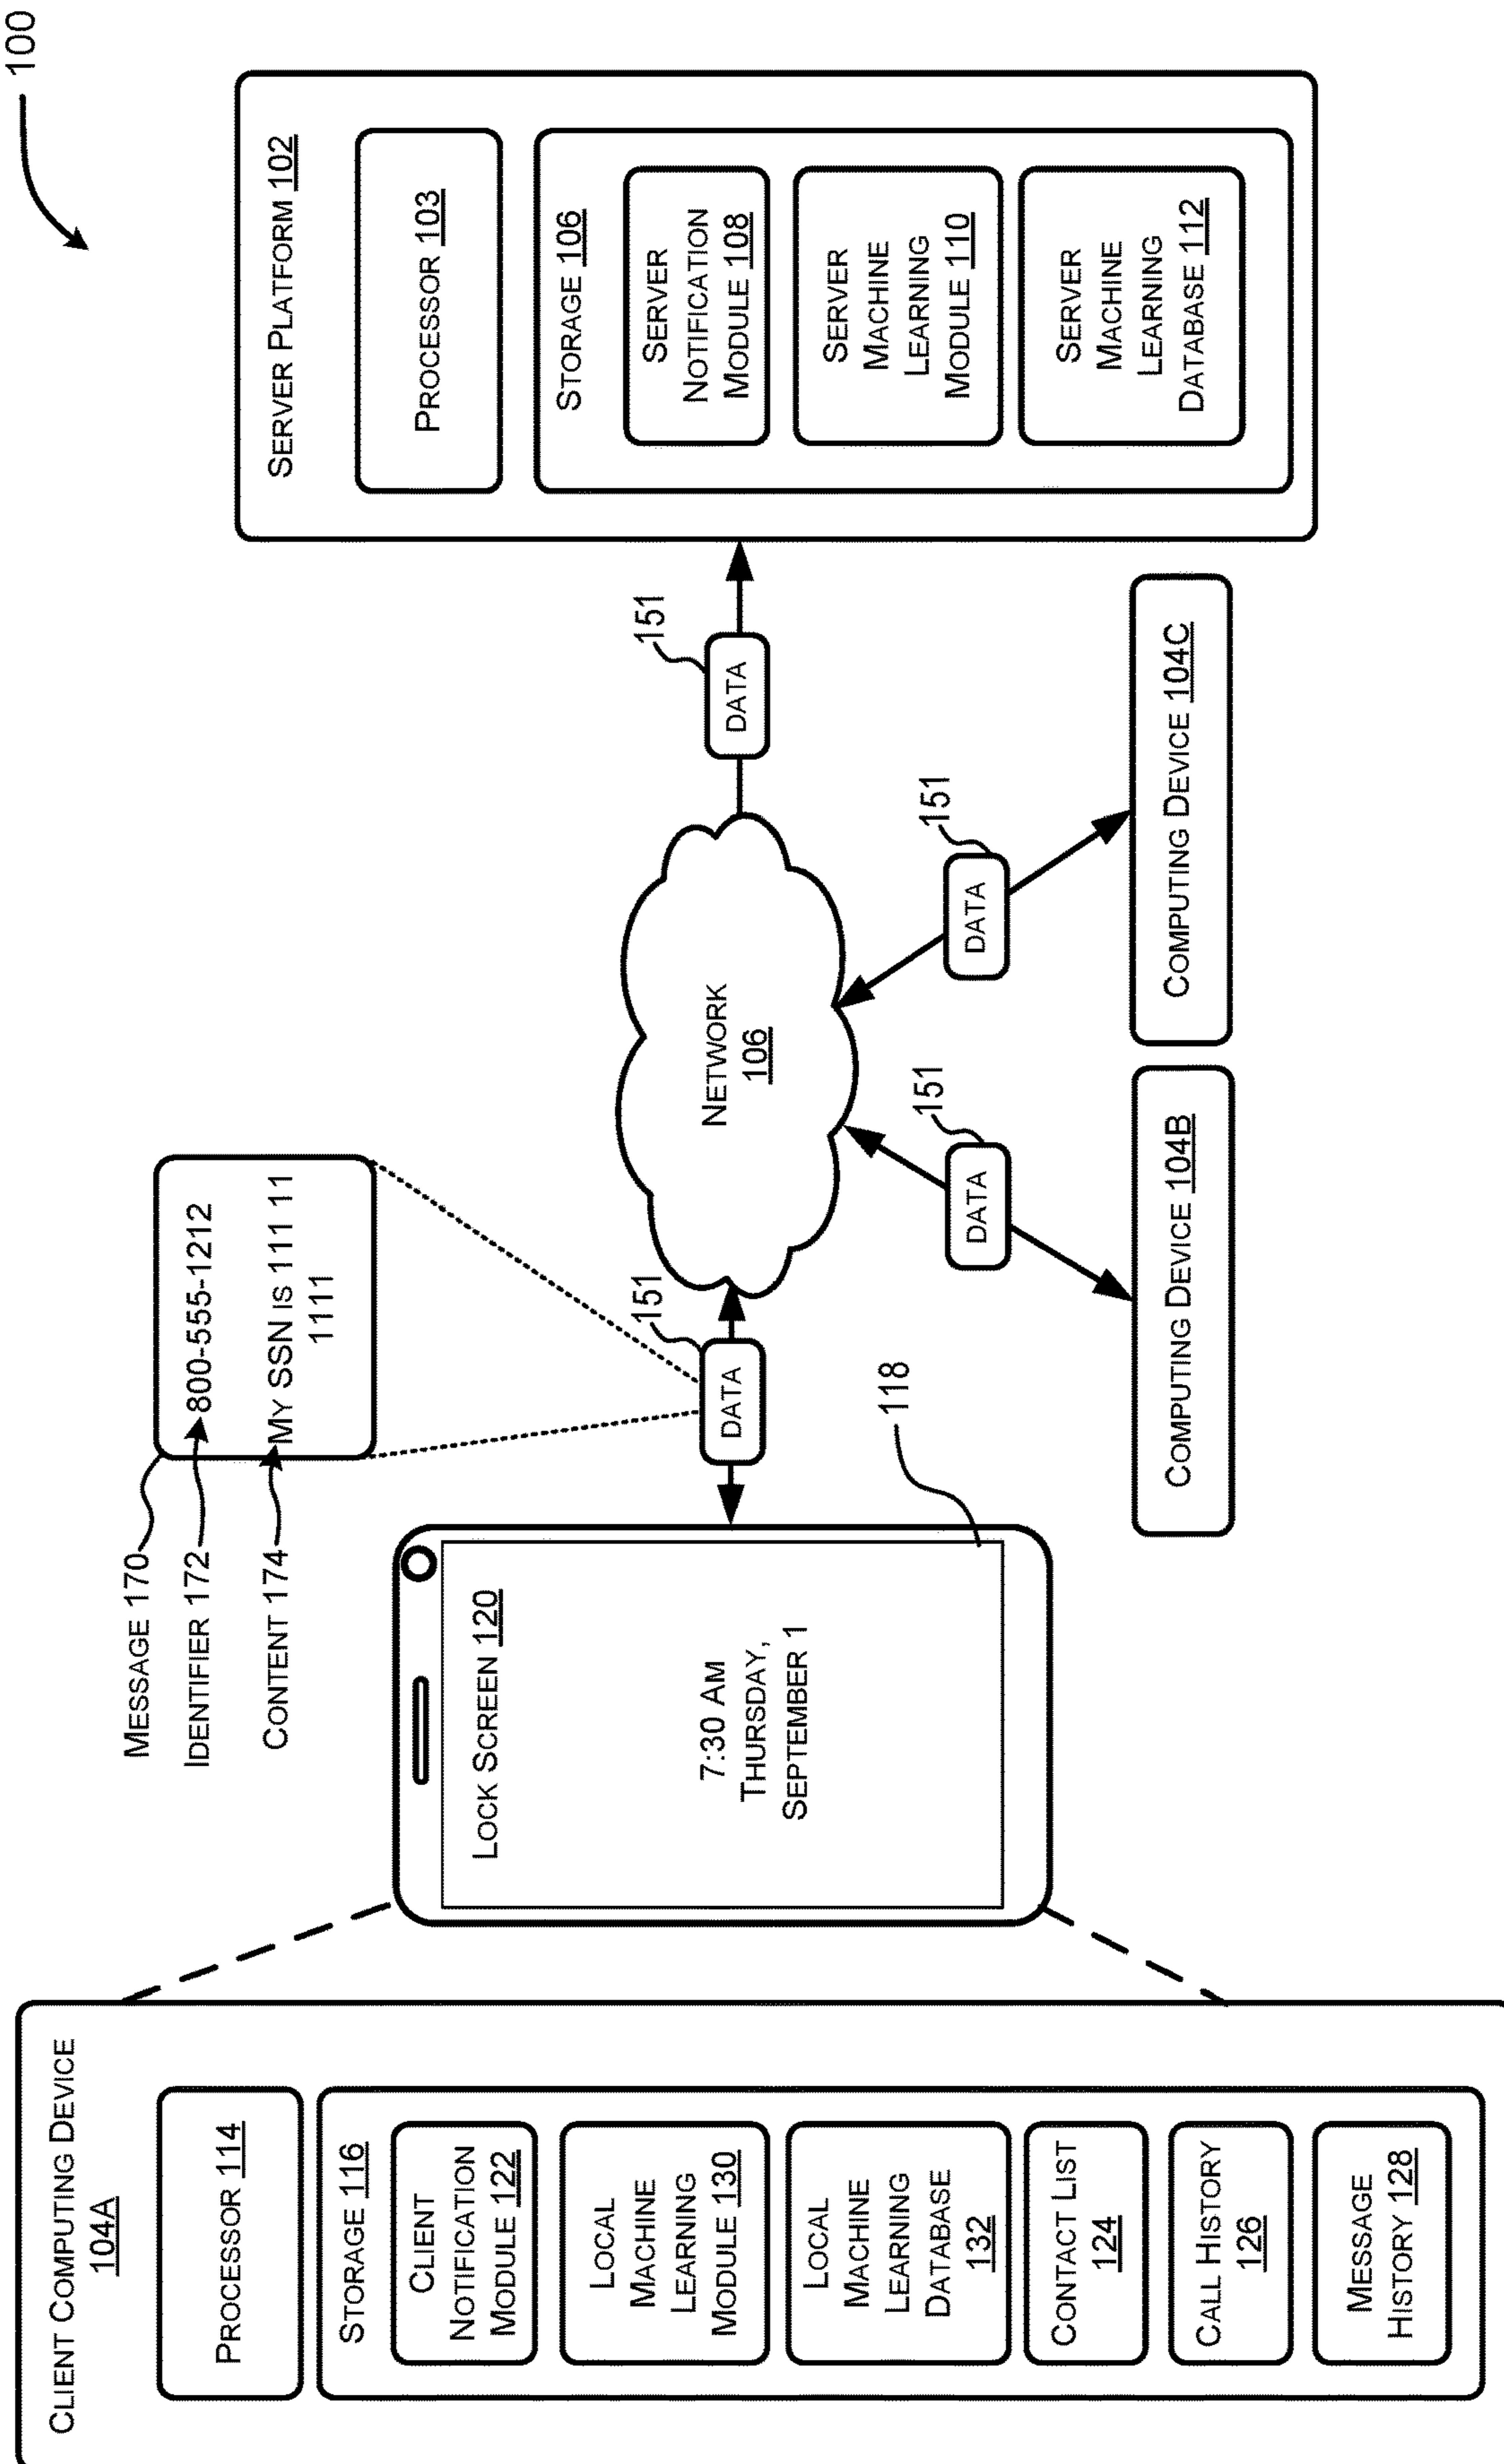 100
CLIENT COMPUTING DEVICE
104A
PROCESSOR 114
STORAGE 116
CLIENT
NOTIFICATION
MODULE 122
LOCAL
MACHINE
LEARNING
MODULE 130
LOCAL
MACHINE
LEARNING
DATABASE
132
CONTACT LIST
124
CALL HISTORY
126
MESSAGE
HISTORY 128
MESSAGE 170
IDENTIFIER 172
CONTENT 174
800-555-1212
MY SSN IS 111 11
1111
LOCK SCREEN 120
7:30 AM
THURSDAY,
SEPTEMBER 1
118
151
DATA
NETWORK
106
151
DATA
COMPUTING DEVICE 104B
151
DATA
COMPUTING DEVICE 104C
151
DATA
SERVER PLATFORM 102
PROCESSOR 103
STORAGE 106
SERVER
NOTIFICATION
MODULE 108
SERVER
MACHINE
LEARNING
MODULE 110
SERVER
MACHINE
LEARNING
DATABASE 112